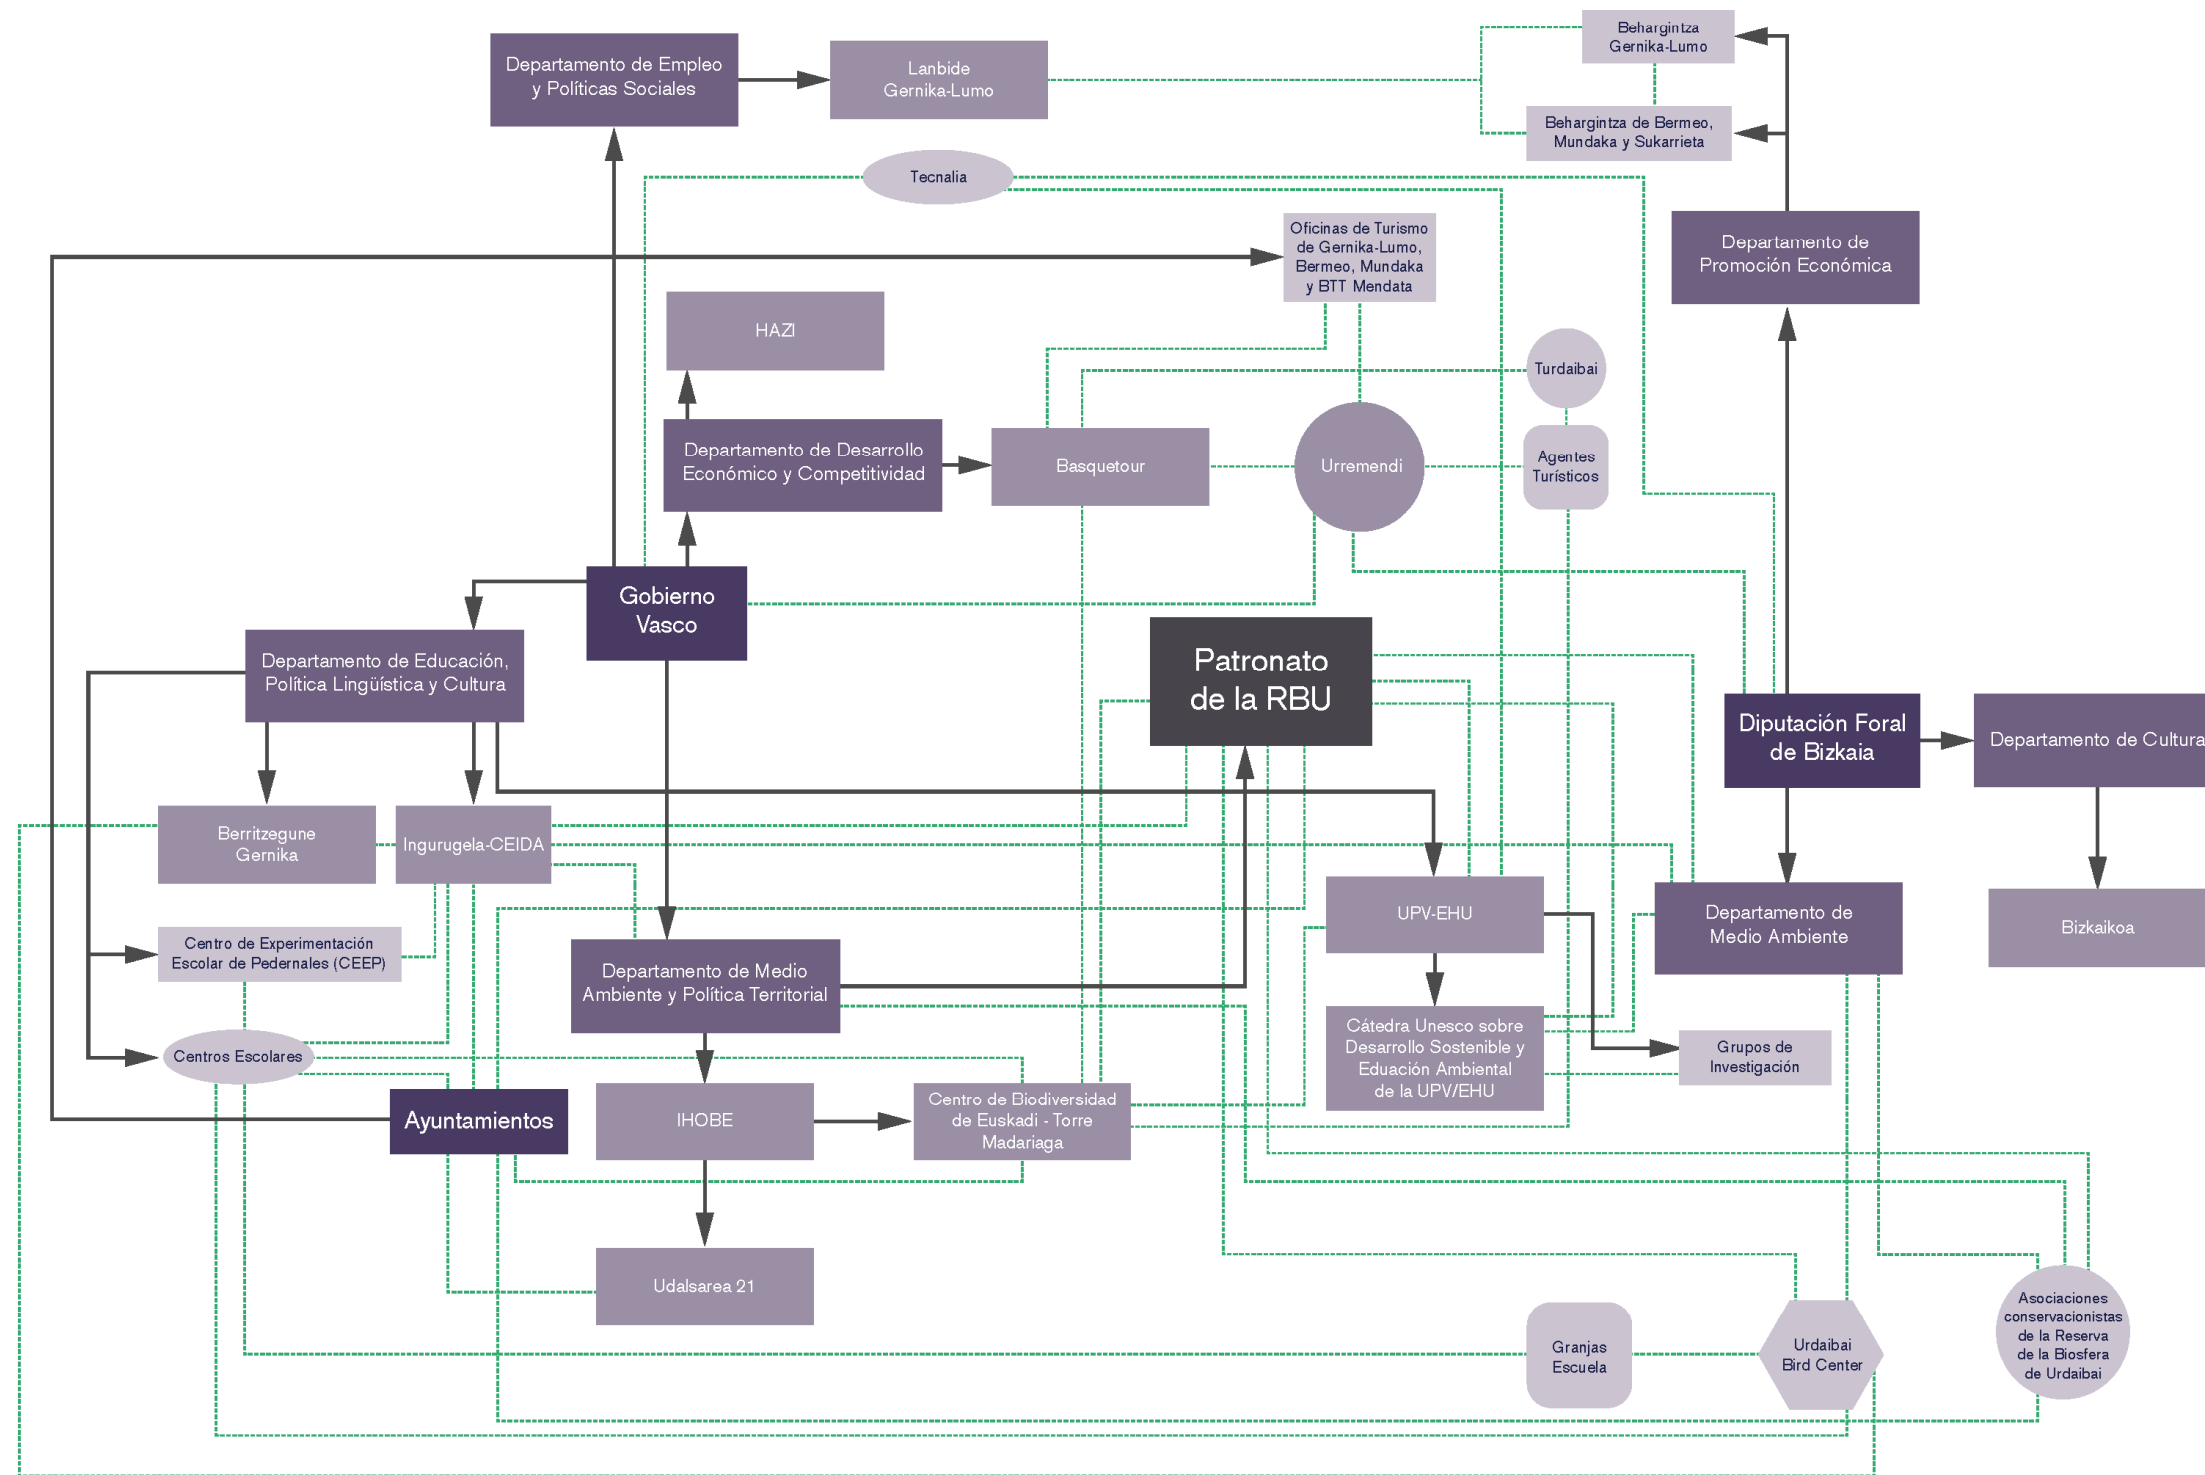 Behargintza
Gernika-Lumo
Departamento de Empleo
y Políticas Sociales
Lanbide
Gernika-Lumo
Behargintza de Bermeo,
Mundaka y Sukarrieta
Tecnalia
Oficinas de Turismo
de Gernika-Lumo,
Bermeo, Mundaka
y BTT Mendata
Departamento de
Promoción Económica
HAZI
Turdaibai
Departamento de Desarrollo
Económico y Competitividad
Basquetour
Urremendi
Agentes
Turísticos
Gobierno
Vasco
Departamento de Educación,
Política Lingüística y Cultura
Patronato
de la RBU
Diputación Foral
de Bizkaia
Departamento de Cultura
Berritzegune
Gernika
Ingurugela-CEIDA
UPV-EHU
Departamento de
Medio Ambiente
Bizkaikoa
Centro de Experimentación
Escolar de Pedernales (CEEP)
Departamento de Medio
Ambiente y Política Territorial
Centros Escolares
Cátedra Unesco sobre
Desarrollo Sostenible y
Eduación Ambiental
de la UPV/EHU
Grupos de
Investigación
Ayuntamientos
IHOBE
Centro de Biodiversidad
de Euskadi - Torre
Madariaga
Udalsarea 21
Granjas
Escuela
Urdaibai
Bird Center
Asociaciones
conservacionistas
de la Reserva
de la Biosfera
de Urdaibai